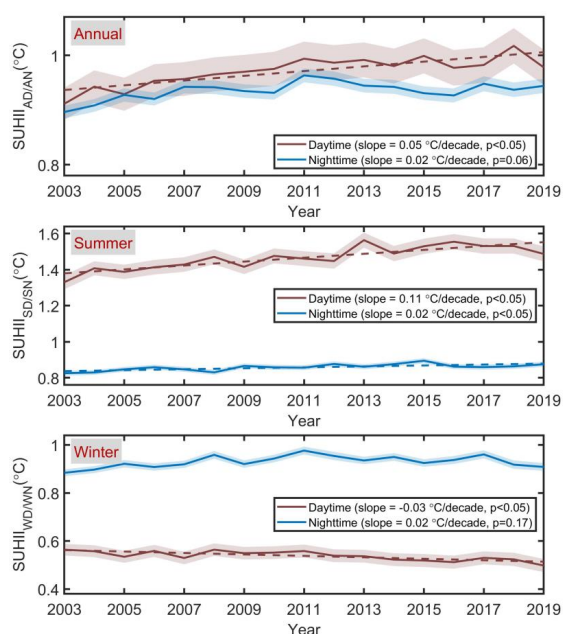 Annual
SUHII_AD/AN(°C)
1
0.8
Daytime (slope = 0.05 °C/decade, p<0.05)
Nighttime (slope = 0.02 °C/decade, p=0.06)
2003 2005 2007 2009 2011 2013 2015 2017 2019
Year
Summer
SUHII_SD/SN(°C)
1.6
1.4
1.2
1
0.8
Daytime (slope = 0.11 °C/decade, p<0.05)
Nighttime (slope = 0.02 °C/decade, p<0.05)
2003 2005 2007 2009 2011 2013 2015 2017 2019
Year
Winter
SUHII_WD/WN(°C)
1
0.8
0.6
0.4
Daytime (slope = -0.03 °C/decade, p<0.05)
Nighttime (slope = 0.02 °C/decade, p=0.17)
2003 2005 2007 2009 2011 2013 2015 2017 2019
Year